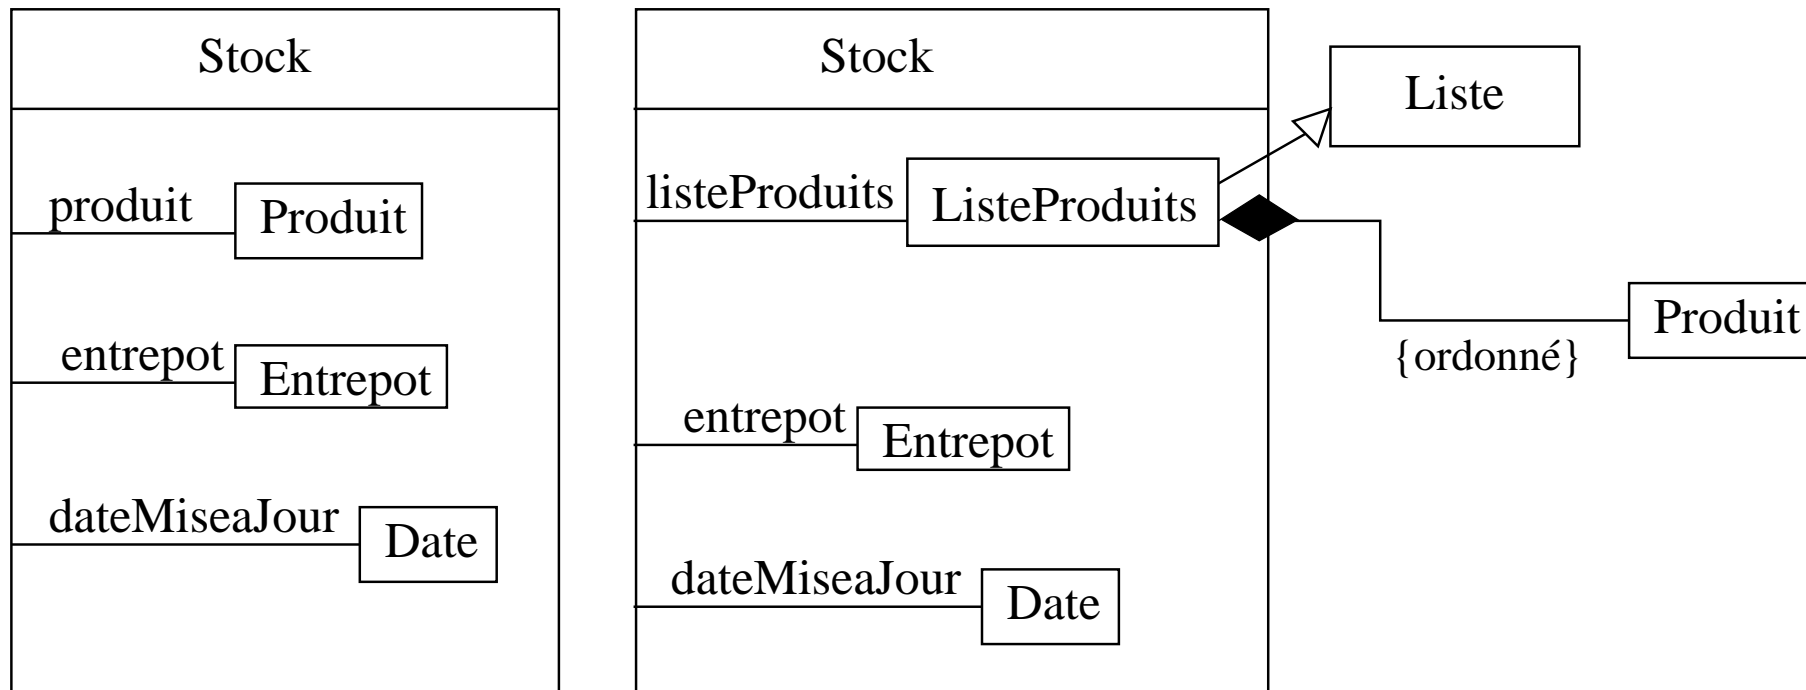 Stock
produit
Produit
entrepot
Entrepot
dateMiseaJour
Date
Stock
listeProduits
ListeProduits
Liste
Produit
{ordonné}
entrepot
Entrepot
dateMiseaJour
Date